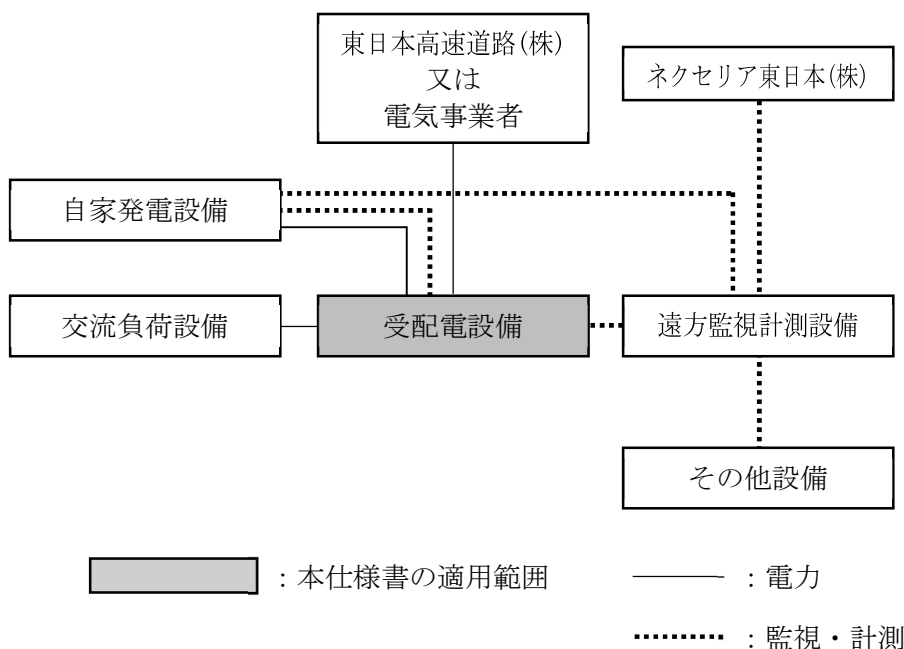 東日本高速道路(株)
又は
電気事業者
ネクセリア東日本(株)
自家発電設備
交流負荷設備
受配電設備
遠方監視計測設備
その他設備
：本仕様書の適用範囲
：電力
：監視・計測